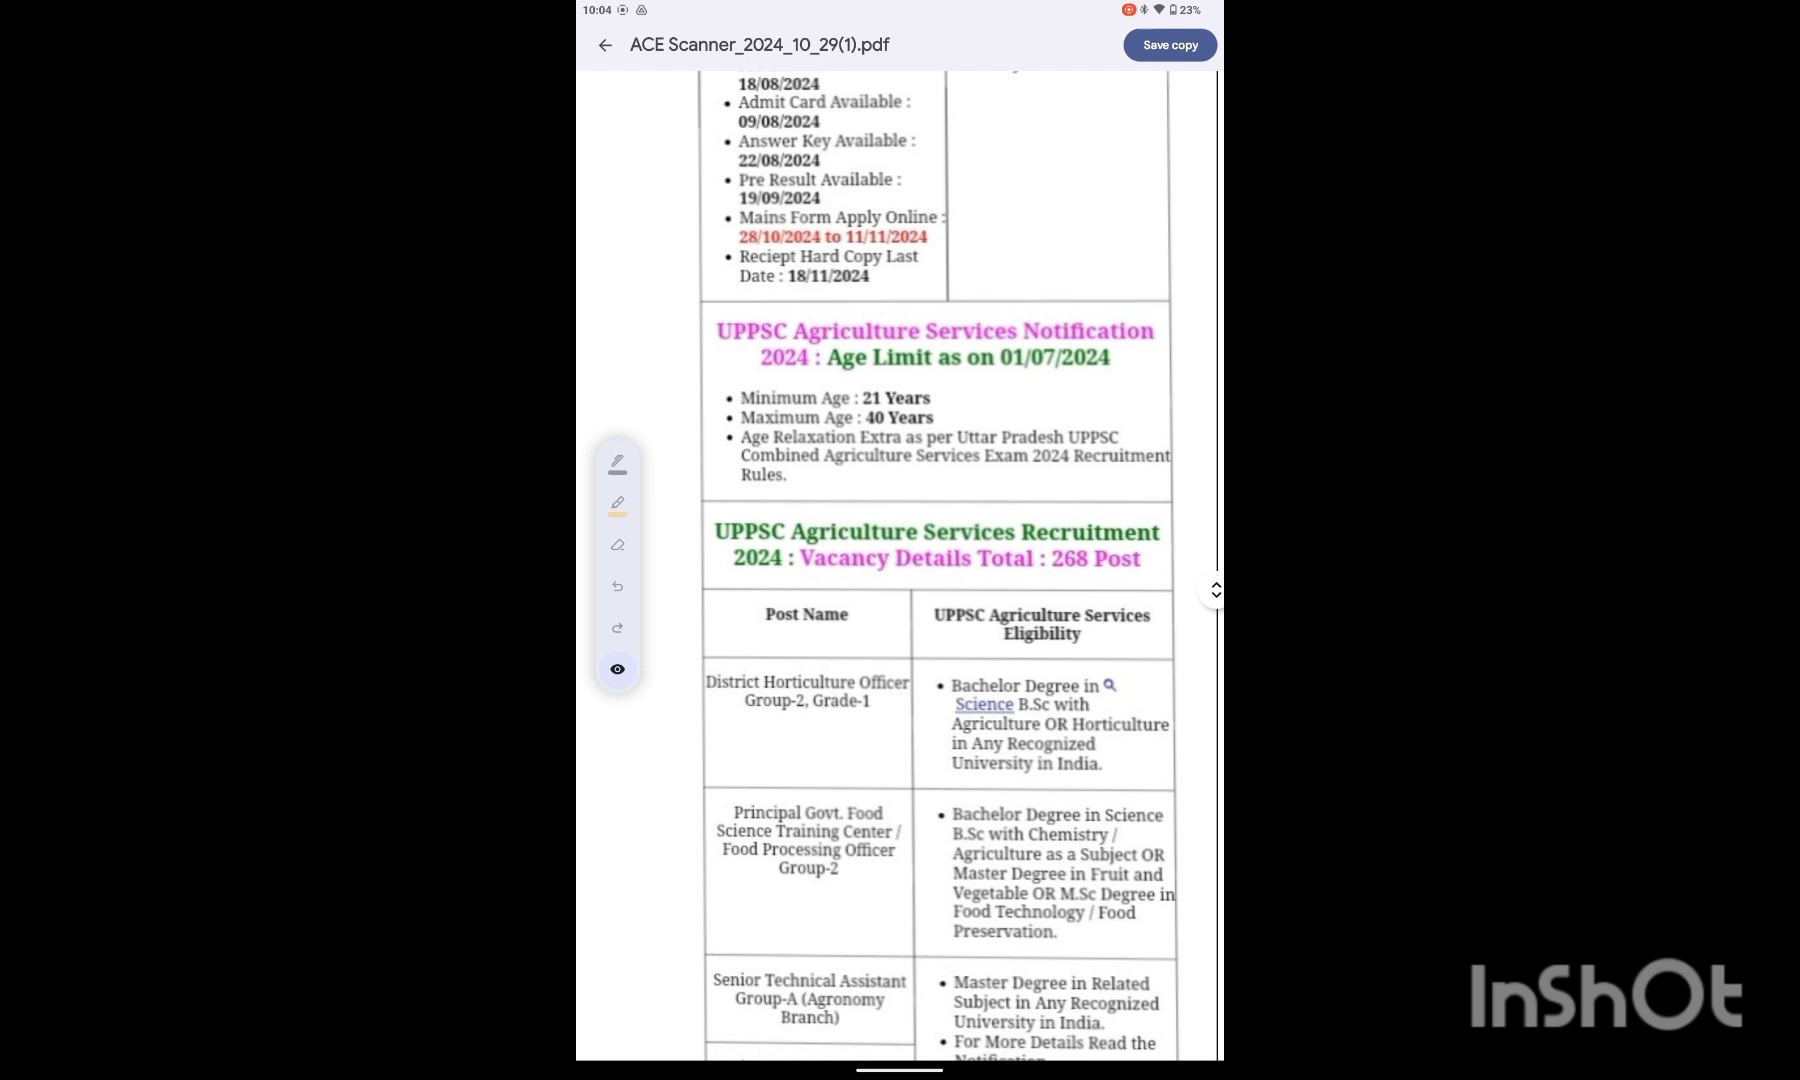 10:04
23%
ACE Scanner_2024_10_29(1).pdf
Save copy
18/08/2024
• Admit Card Available :
09/08/2024
• Answer Key Available :
22/08/2024
• Pre Result Available :
19/09/2024
• Mains Form Apply Online :
28/10/2024 to 11/11/2024
• Reciept Hard Copy Last
Date : 18/11/2024
UPPSC Agriculture Services Notification
2024 : Age Limit as on 01/07/2024
• Minimum Age : 21 Years
• Maximum Age : 40 Years
• Age Relaxation Extra as per Uttar Pradesh UPPSC
Combined Agriculture Services Exam 2024 Recruitment
Rules.
UPPSC Agriculture Services Recruitment
2024 : Vacancy Details Total : 268 Post
Post Name
UPPSC Agriculture Services
Eligibility
District Horticulture Officer
Group-2, Grade-1
• Bachelor Degree in
Science B.Sc with
Agriculture OR Horticulture
in Any Recognized
University in India.
Principal Govt. Food
Science Training Center /
Food Processing Officer
Group-2
• Bachelor Degree in Science
B.Sc with Chemistry /
Agriculture as a Subject OR
Master Degree in Fruit and
Vegetable OR M.Sc Degree in
Food Technology / Food
Preservation.
Senior Technical Assistant
Group-A (Agronomy
Branch)
• Master Degree in Related
Subject in Any Recognized
University in India.
• For More Details Read the
InShOt